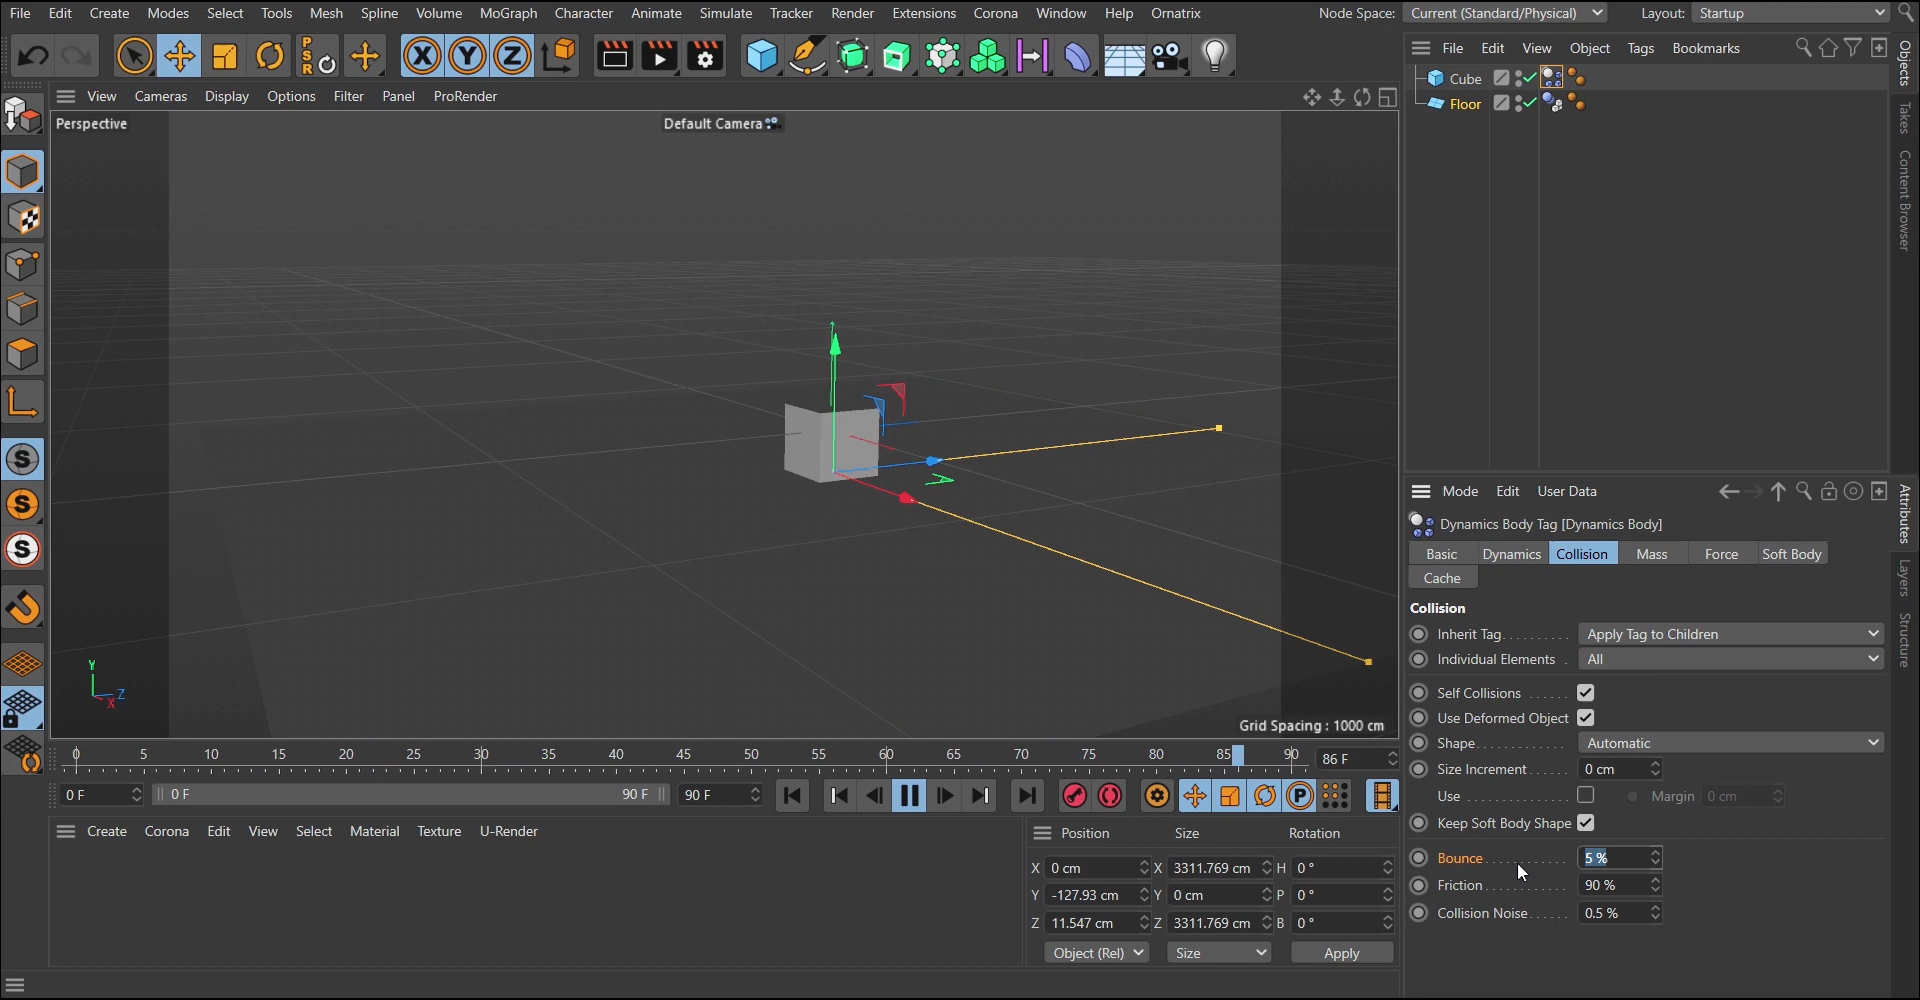 File Edit Create Modes Select Tools Mesh Spline Volume MoGraph Character Animate Simulate Tracker Render Extensions Corona Window Help Ornatrix Node Space: Current (Standard/Physical) Layout: Startup
P S R X Y Z
File Edit View Object Tags Bookmarks
Objects
Takes
Content Browser
Cube
Floor
View Cameras Display Options Filter Panel ProRender
Perspective
Default Camera
S
S
S
Y
Z
X
Grid Spacing : 1000 cm
Mode Edit User Data
Attributes
Layers
Structure
Dynamics Body Tag [Dynamics Body]
Basic Dynamics Collision Mass Force Soft Body
Cache
Collision
Inherit Tag. . . . . . . . . Apply Tag to Children
Individual Elements . All
Self Collisions . . . . . .
Use Deformed Object
Shape. . . . . . . . . . . . Automatic
Size Increment . . . . . 0 cm
Use . . . . . . . . . . . . . Margin 0 cm
Keep Soft Body Shape
Bounce . . . . . . . . . . . 5 %
Friction . . . . . . . . . . . 90 %
Collision Noise. . . . . 0.5 %
0 5 10 15 20 25 30 35 40 45 50 55 60 65 70 75 80 85 90 86 F
0 F 0 F 90 F 90 F P
Create Corona Edit View Select Material Texture U-Render
Position Size Rotation
X 0 cm X 3311.769 cm H 0 °
Y -127.93 cm Y 0 cm P 0 °
Z 11.547 cm Z 3311.769 cm B 0 °
Object (Rel) Size Apply